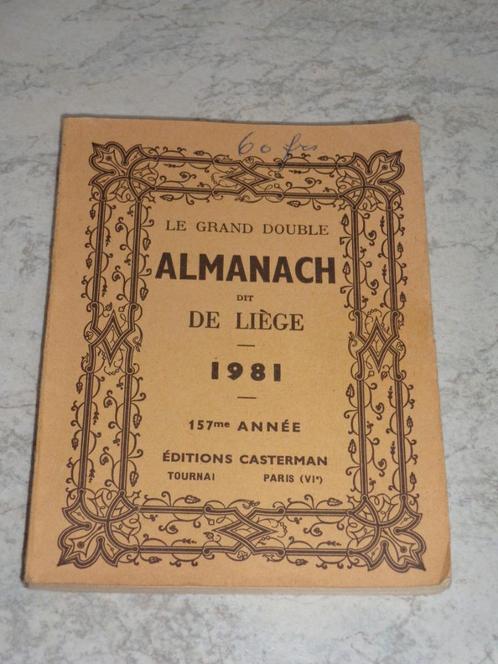 60 frs
LE GRAND DOUBLE
ALMANACH
DIT
DE LIÈGE
1981
157me ANNÉE
ÉDITIONS CASTERMAN
TOURNAI PARIS (VIe)